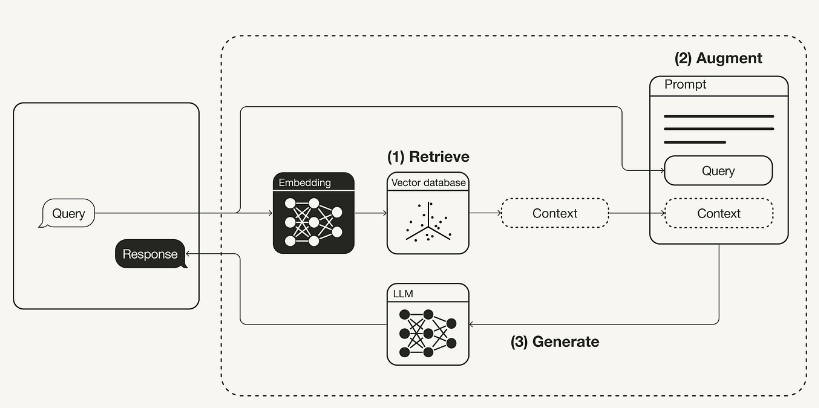 (2) Augment
Prompt
(1) Retrieve
Query
Embedding
Vector database
Query
Context
Context
Response
LLM
(3) Generate